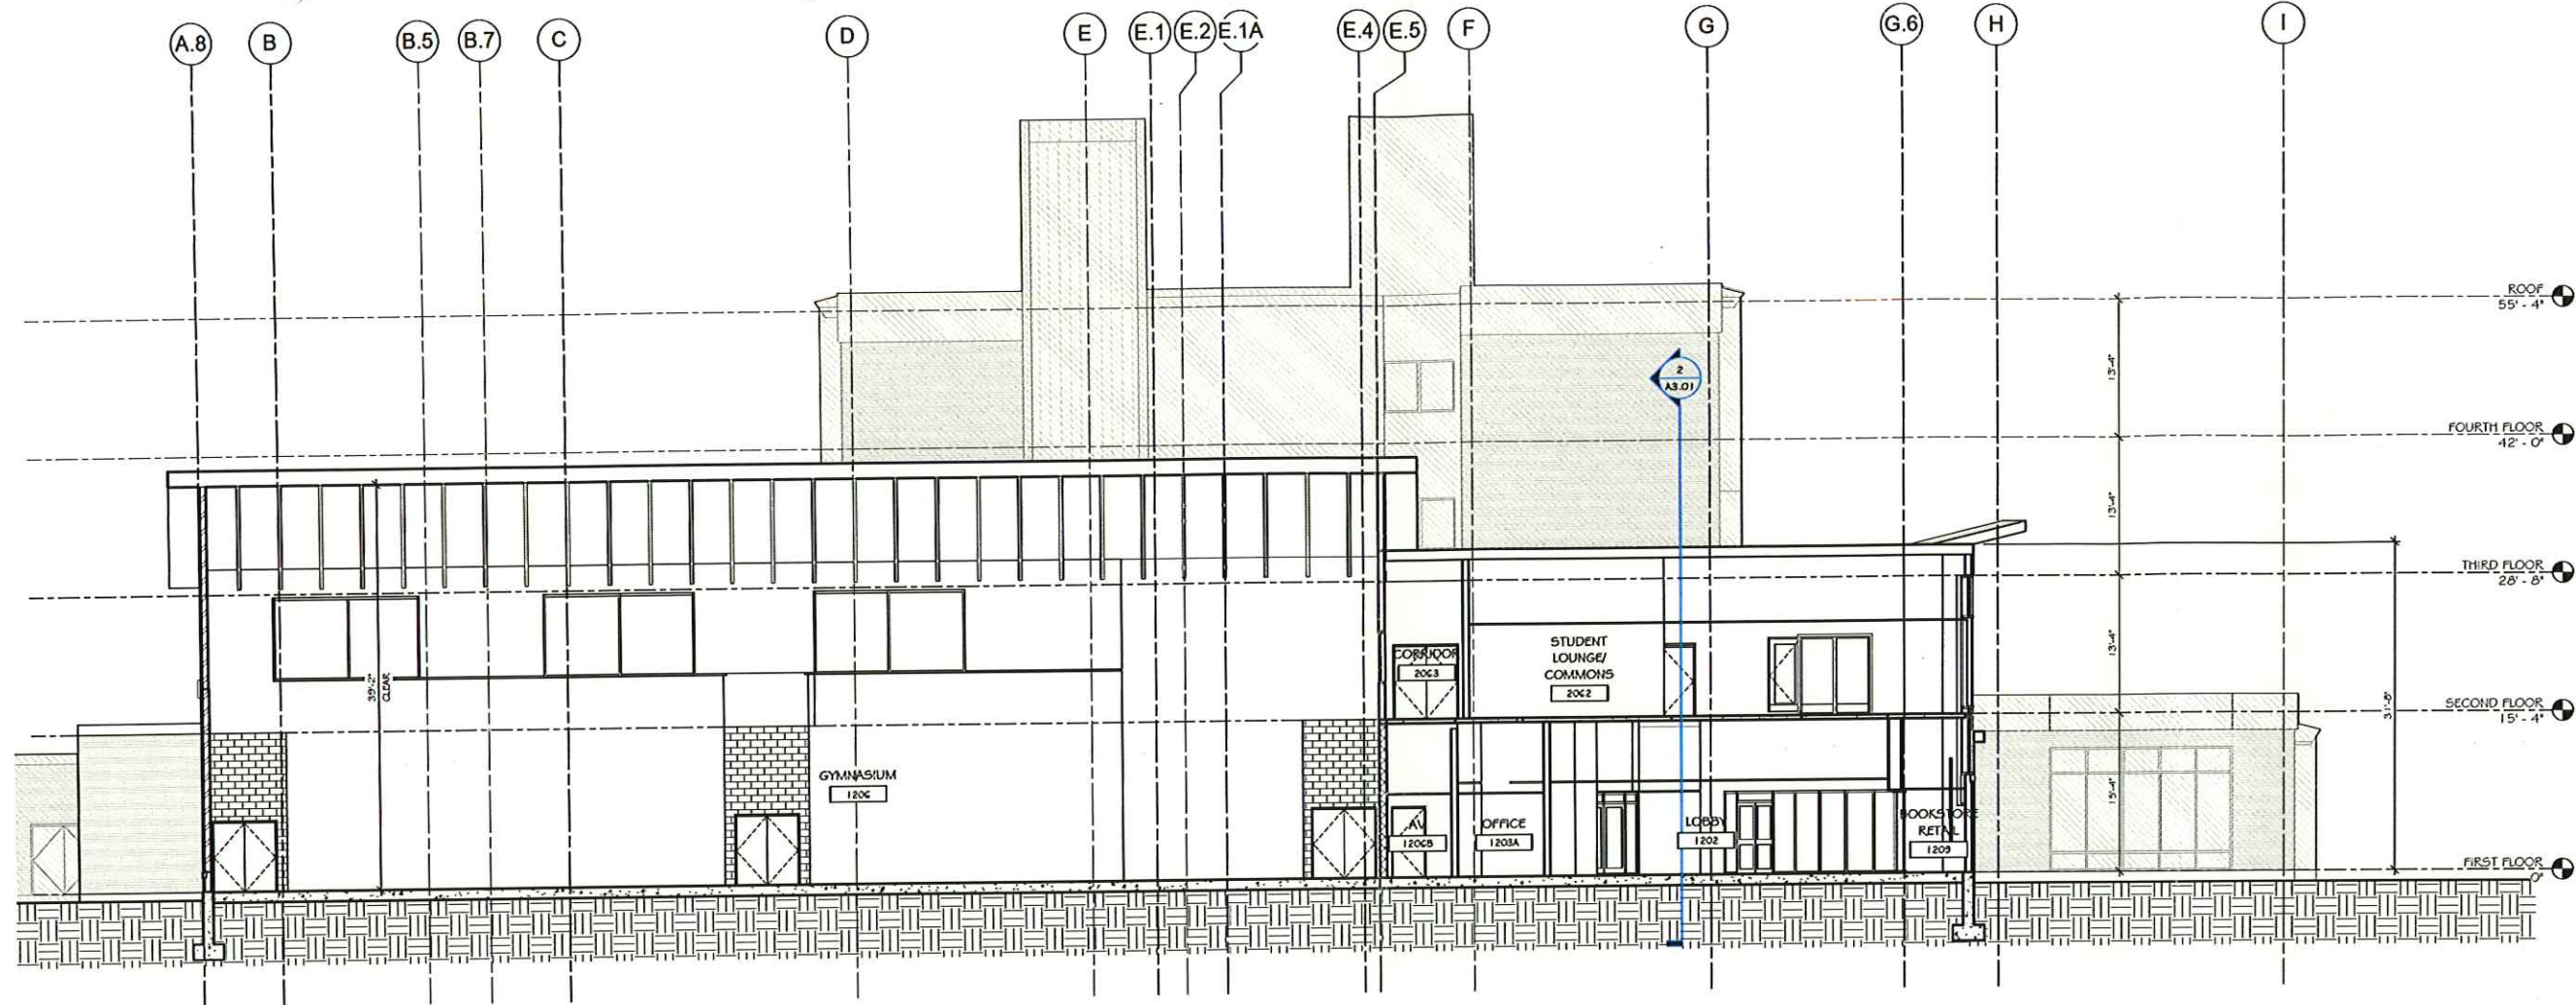 A.8
B
B.5
B.7
C
D
E
E.1
E.2
E.1A
E.4
E.5
F
G
G.6
H
I
ROOF
55' - 4"
2
A3.01
13'-4"
FOURTH FLOOR
42' - 0"
13'-4"
THIRD FLOOR
28' - 8"
13'-4"
STUDENT
LOUNGE/
COMMONS
2062
CORRIDOR
2063
39'-2"
CLEAR
31'-8"
SECOND FLOOR
15' - 4"
GYMNASIUM
1206
15'-4"
AV
1206B
OFFICE
1203A
LOBBY
1202
BOOKSTORE
RETAIL
1209
FIRST FLOOR
0"